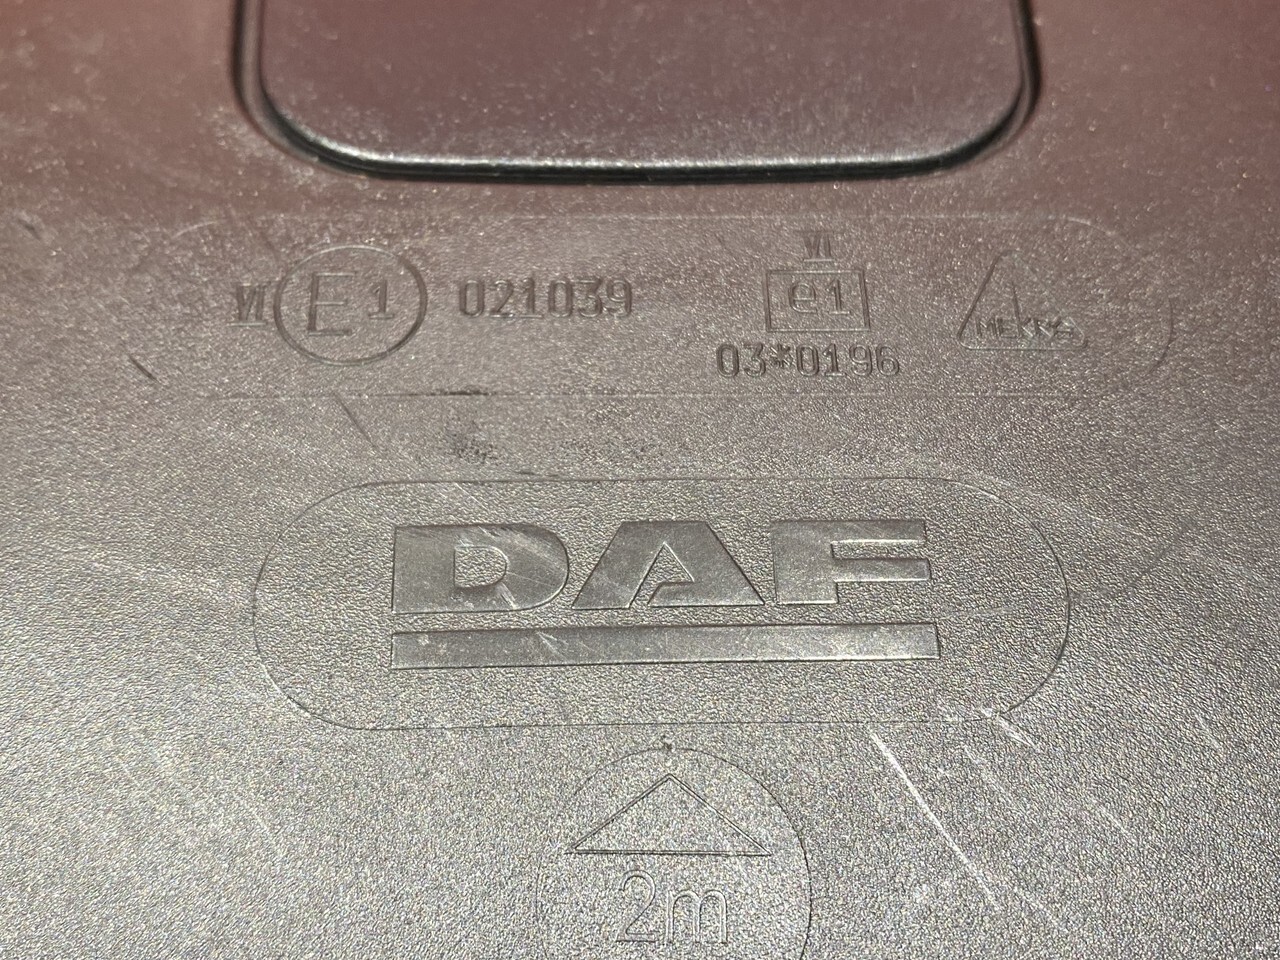 VI E1 021039
VI
e1
03*0196
MEKRA
DAF
2m